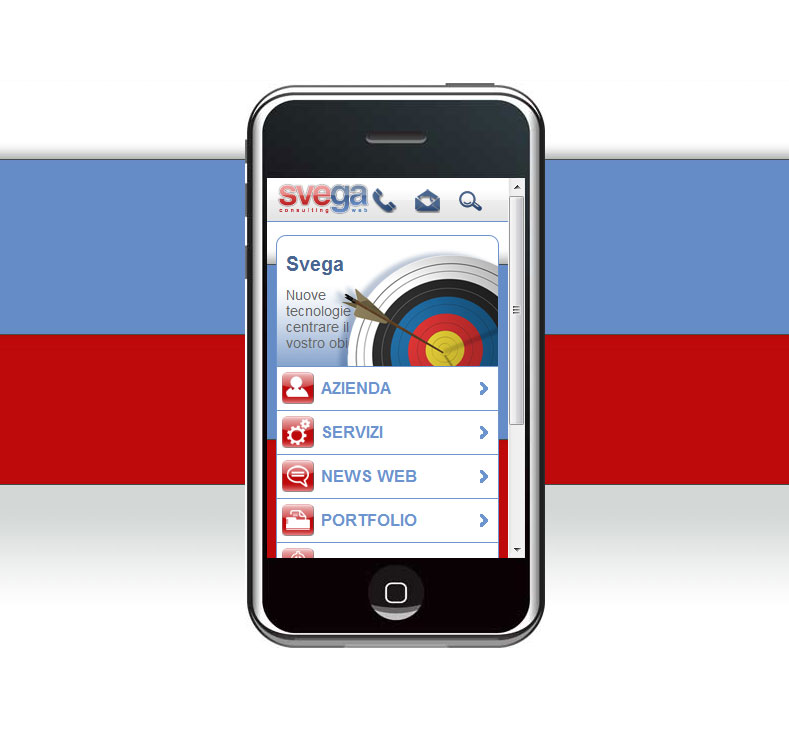 svega
consulting web
Svega
Nuove
tecnologie
centrare il
vostro obi
AZIENDA
SERVIZI
NEWS WEB
PORTFOLIO